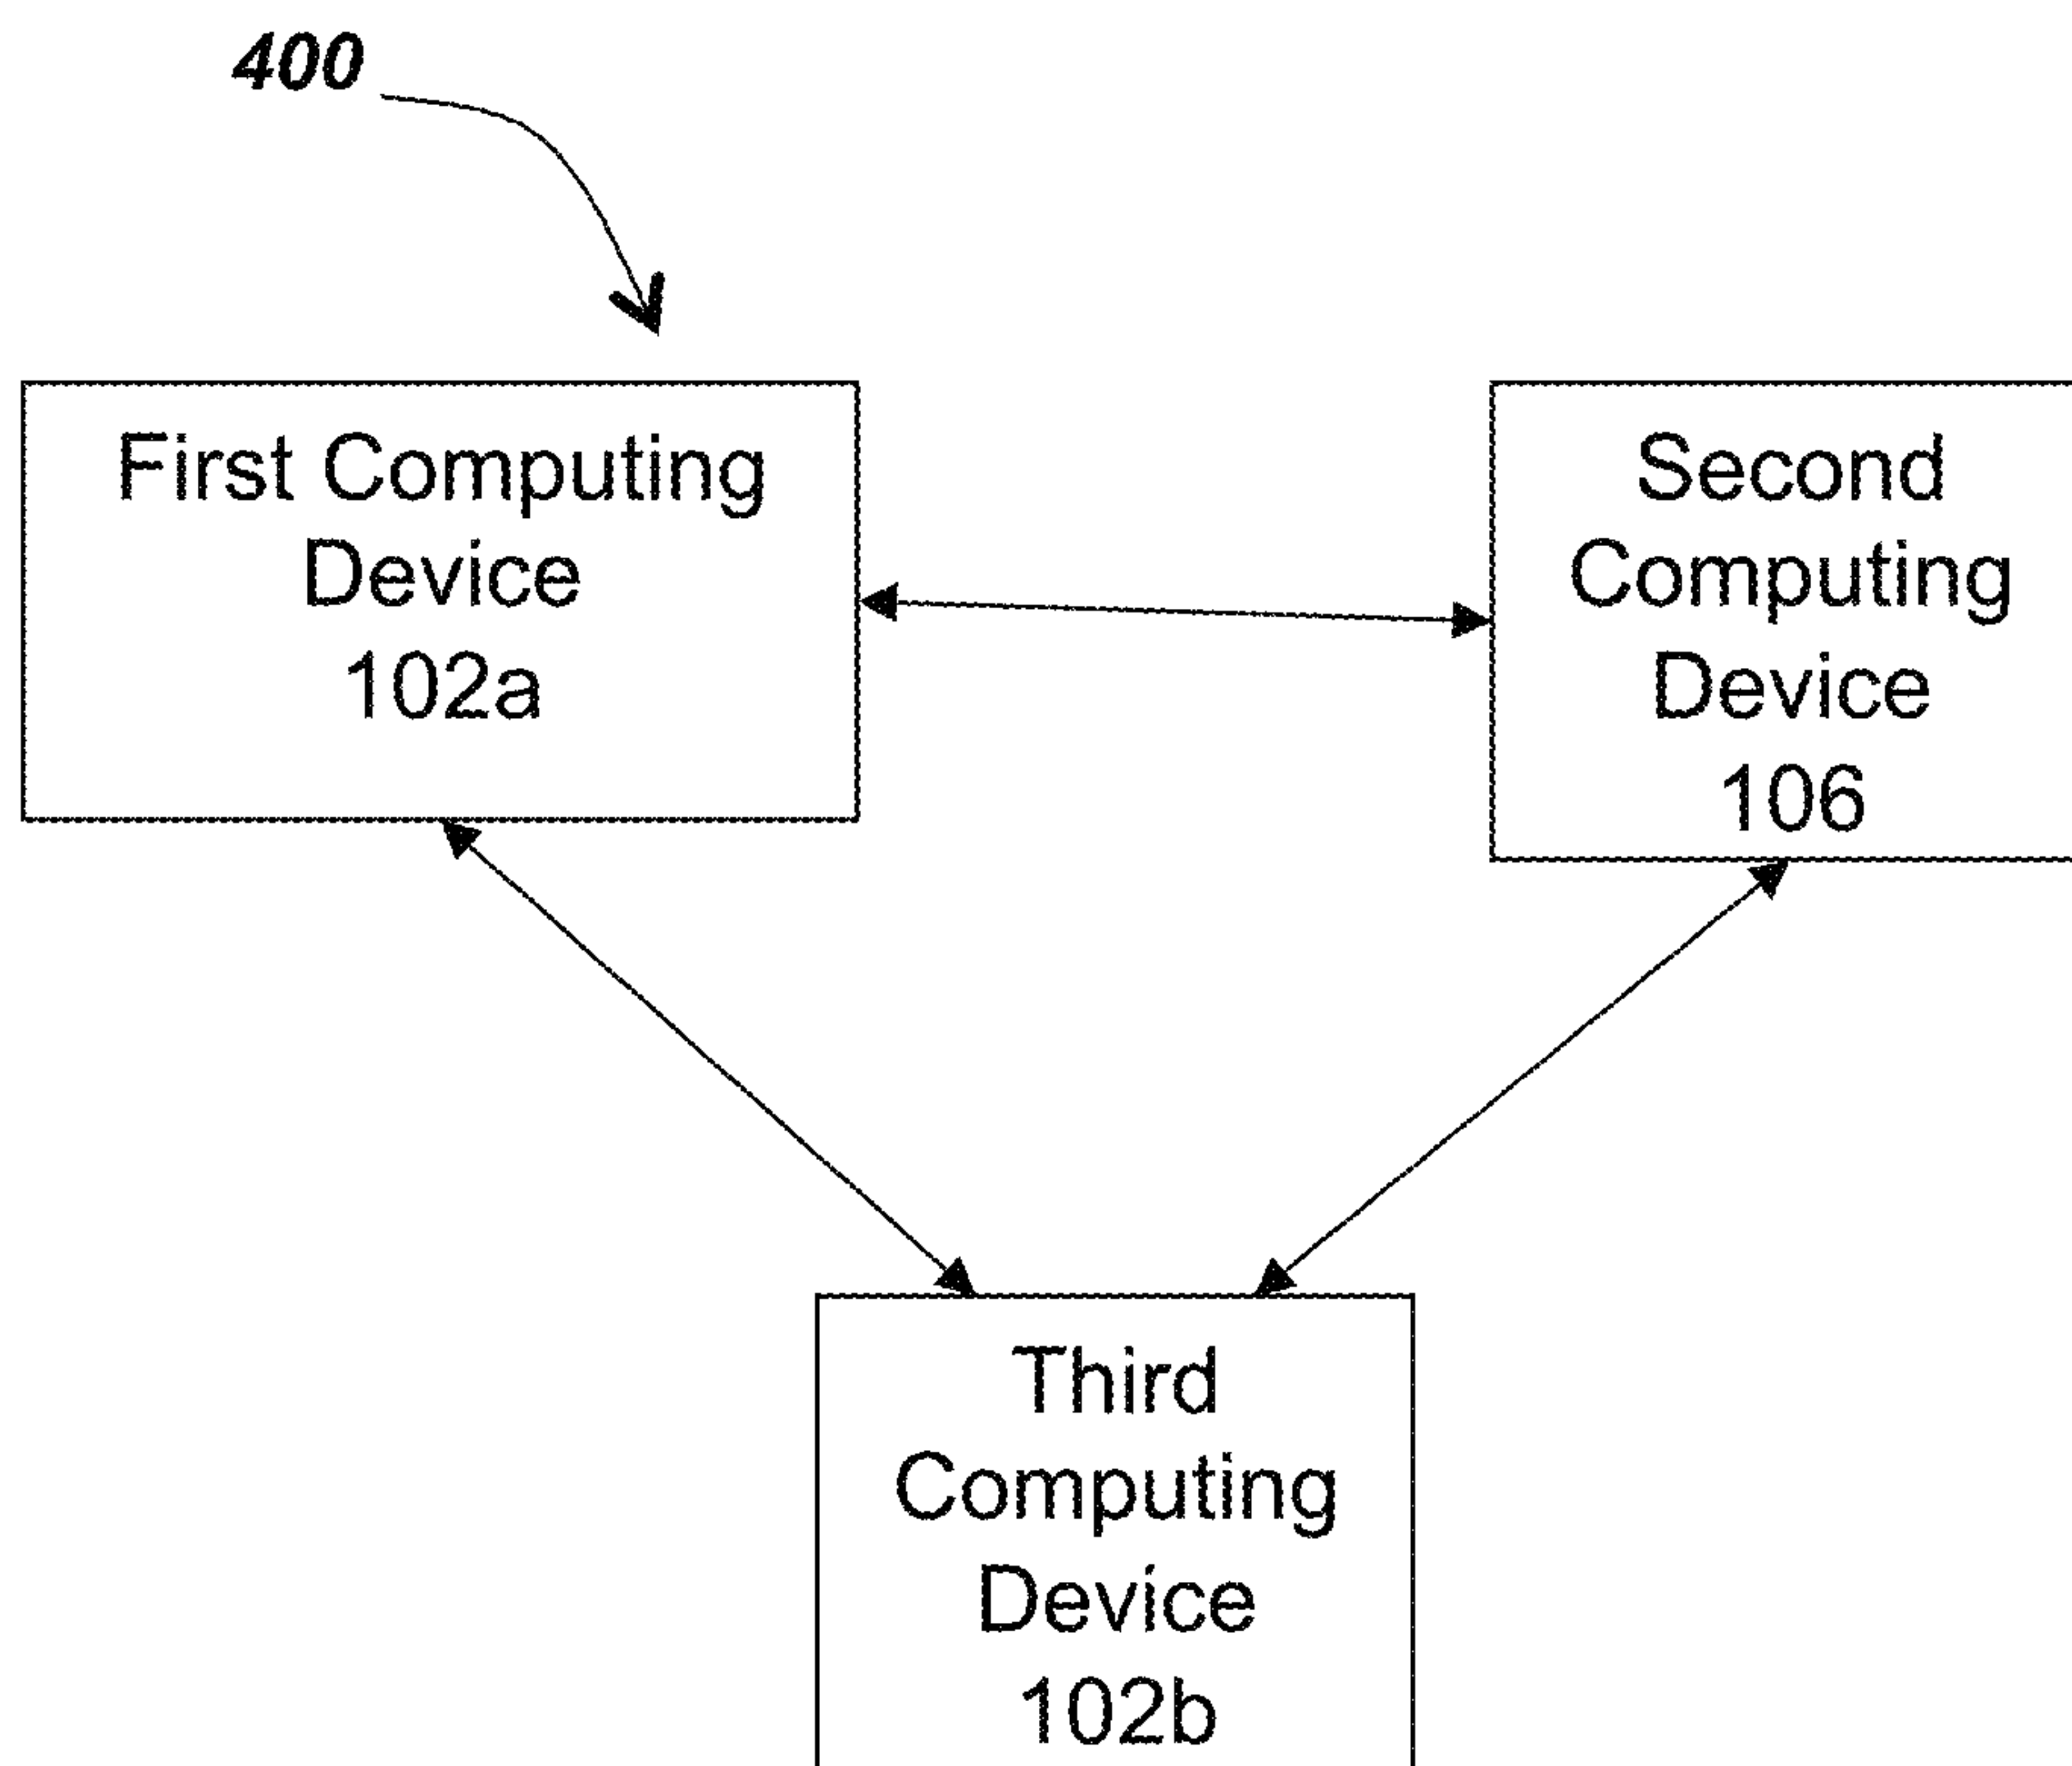 400
First Computing
Device
102a
Second
Computing
Device
106
Third
Computing
Device
102b